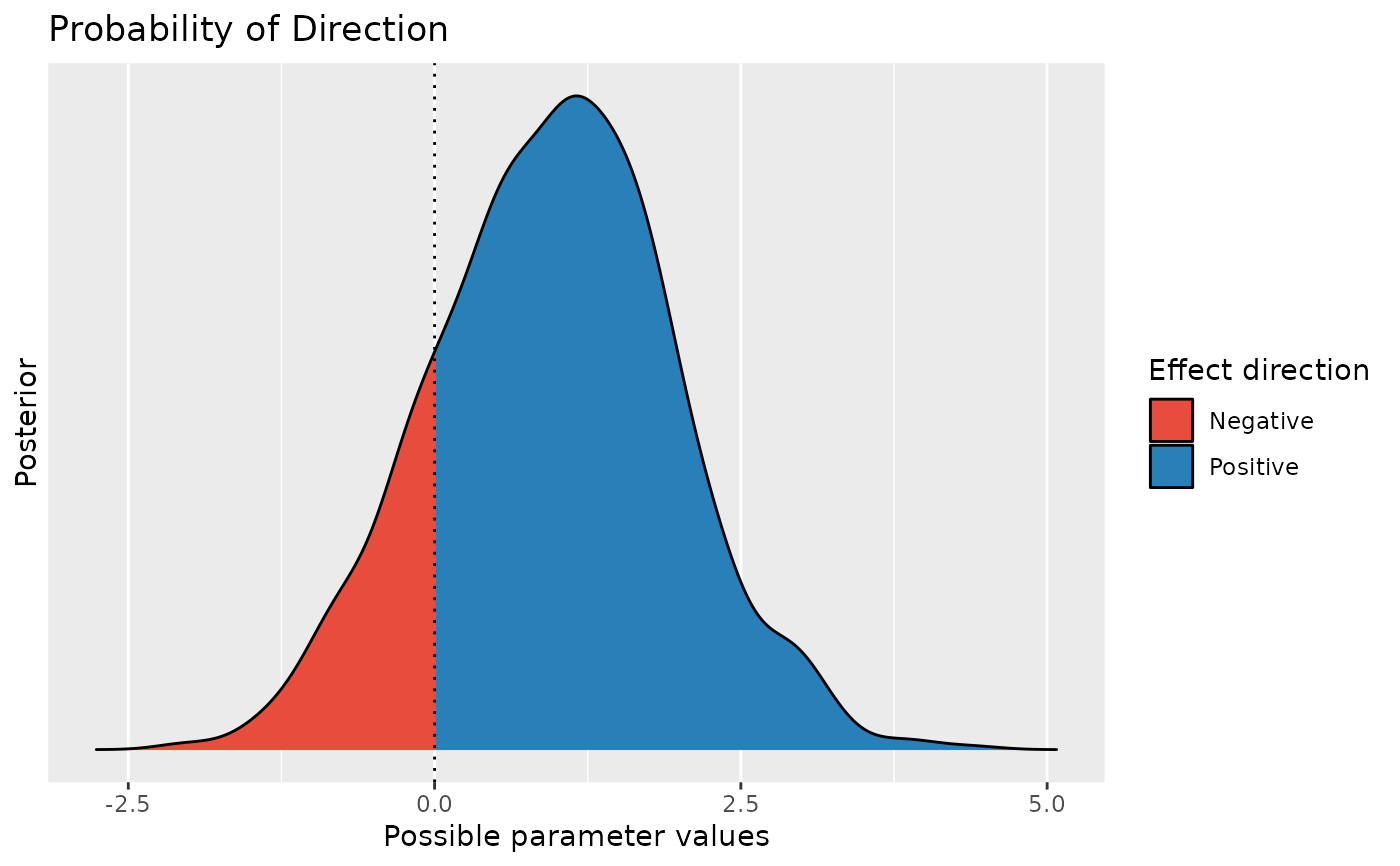 Probability of Direction
Posterior
Effect direction
Negative
Positive
-2.5
0.0
2.5
5.0
Possible parameter values